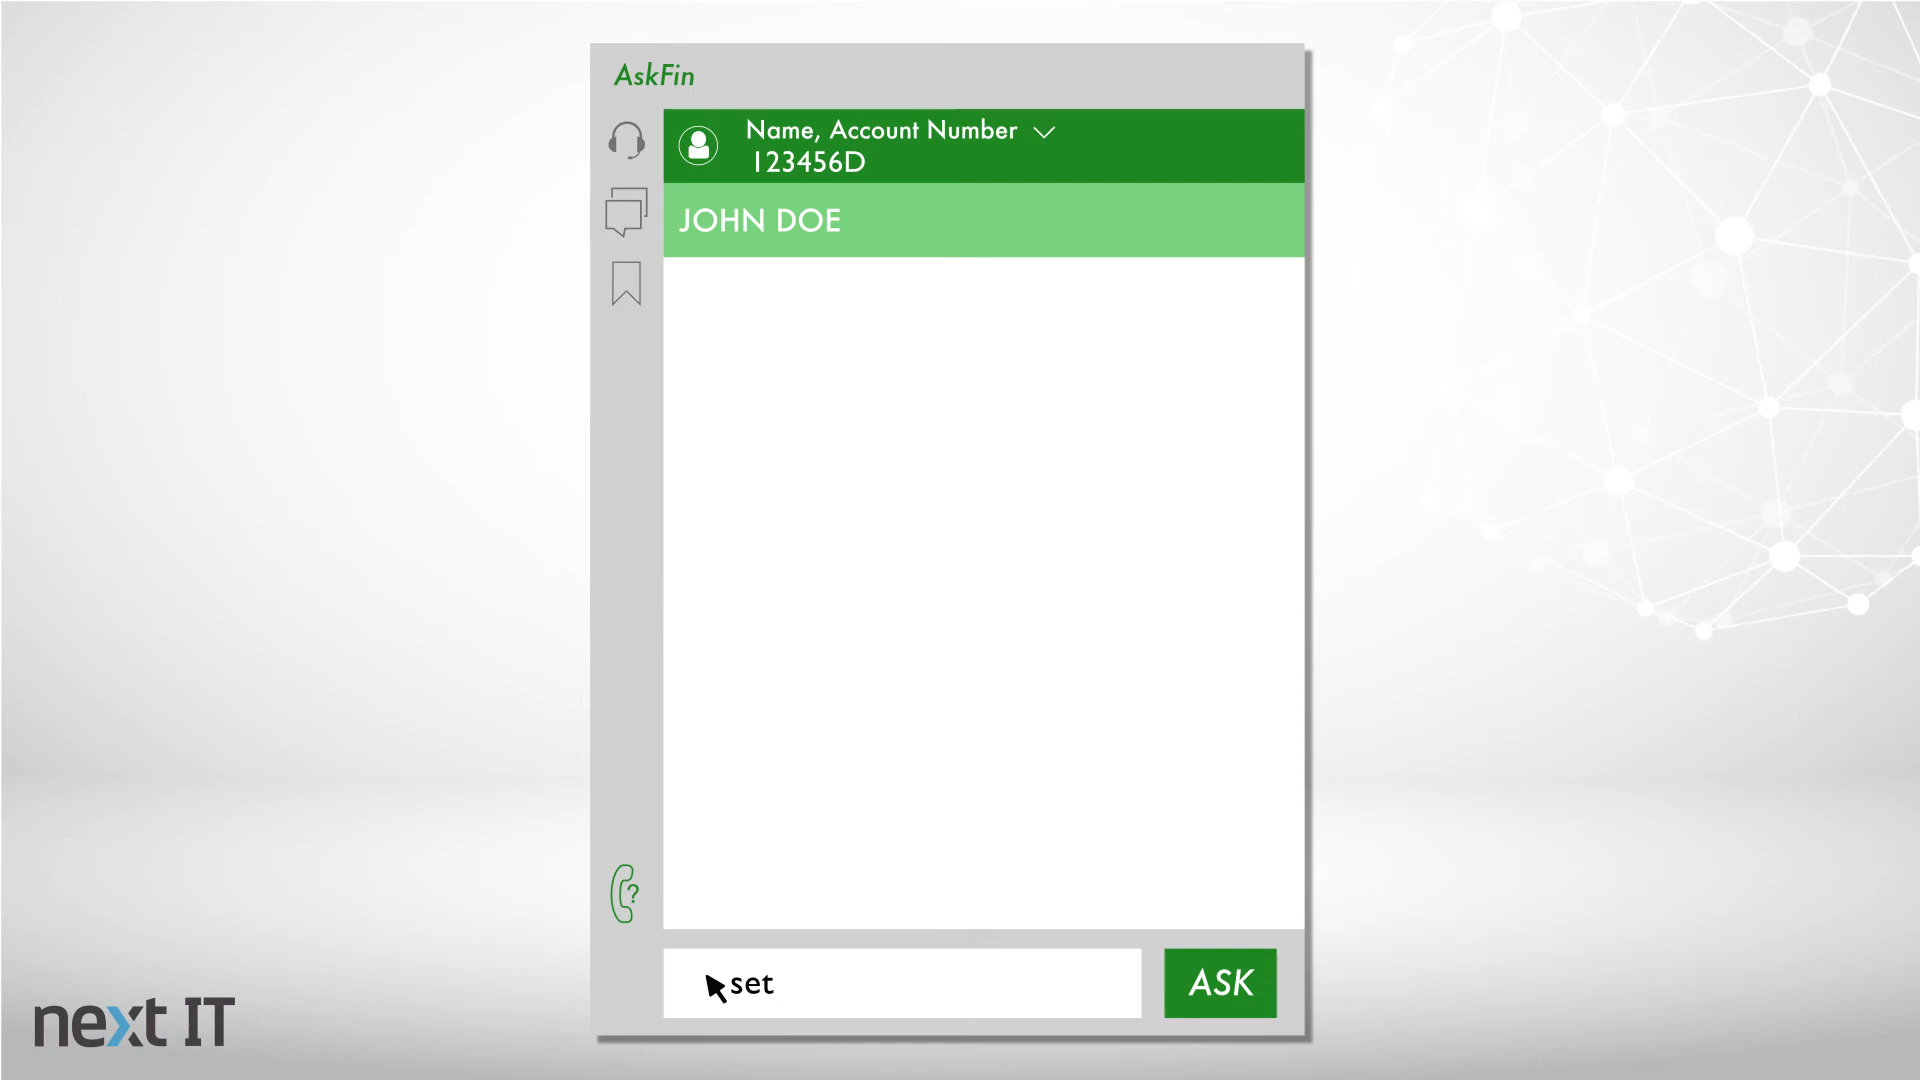 AskFin
Name, Account Number
123456D
JOHN DOE
?
set
ASK
next IT